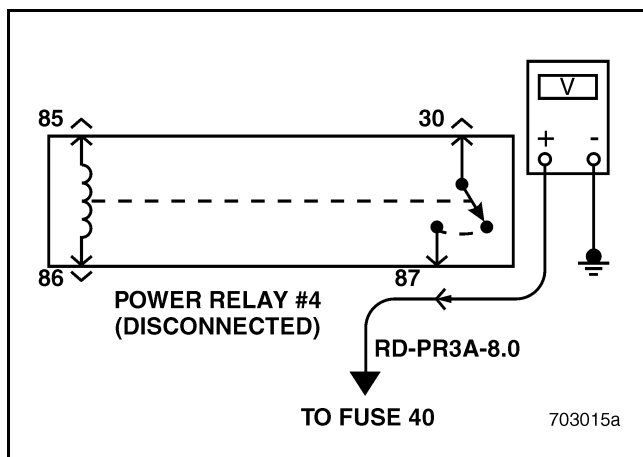 V
85
30
+ -
86
87
POWER RELAY #4
(DISCONNECTED)
RD-PR3A-8.0
TO FUSE 40
703015a